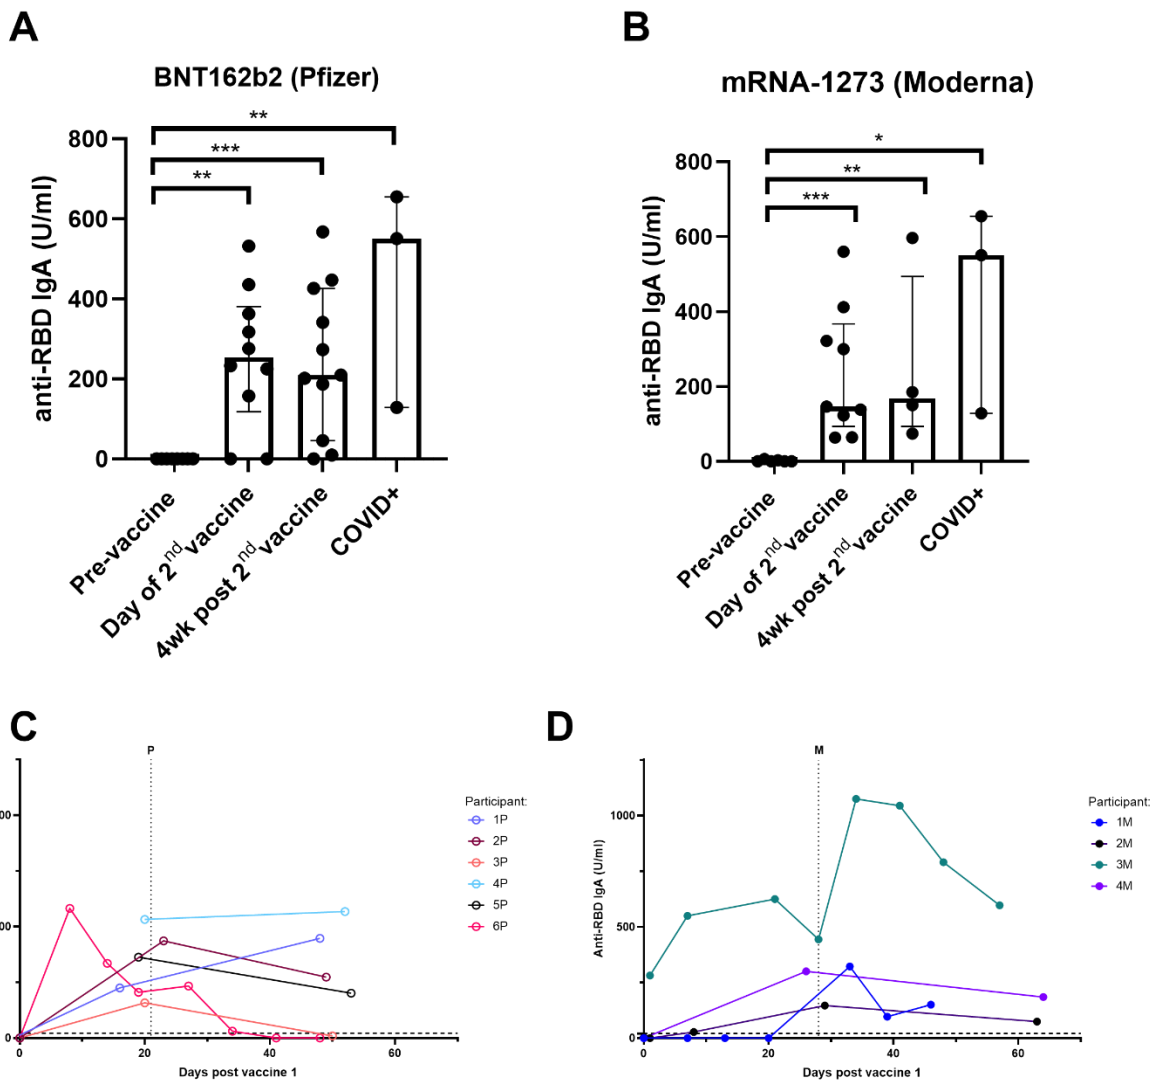 A
BNT162b2 (Pfizer)
**
***
**
anti-RBD IgA (U/ml)
800
600
400
200
0
Pre-vaccine
Day of 2nd vaccine
4wk post 2nd vaccine
COVID+
B
mRNA-1273 (Moderna)
*
**
***
anti-RBD IgA (U/ml)
800
600
400
200
0
Pre-vaccine
Day of 2nd vaccine
4wk post 2nd vaccine
COVID+
C
P
0
0
20
40
60
Days post vaccine 1
Participant:
1P
2P
3P
4P
5P
6P
D
M
Anti-RBD IgA (U/ml)
1000
500
0
0
20
40
60
Days post vaccine 1
Participant:
1M
2M
3M
4M